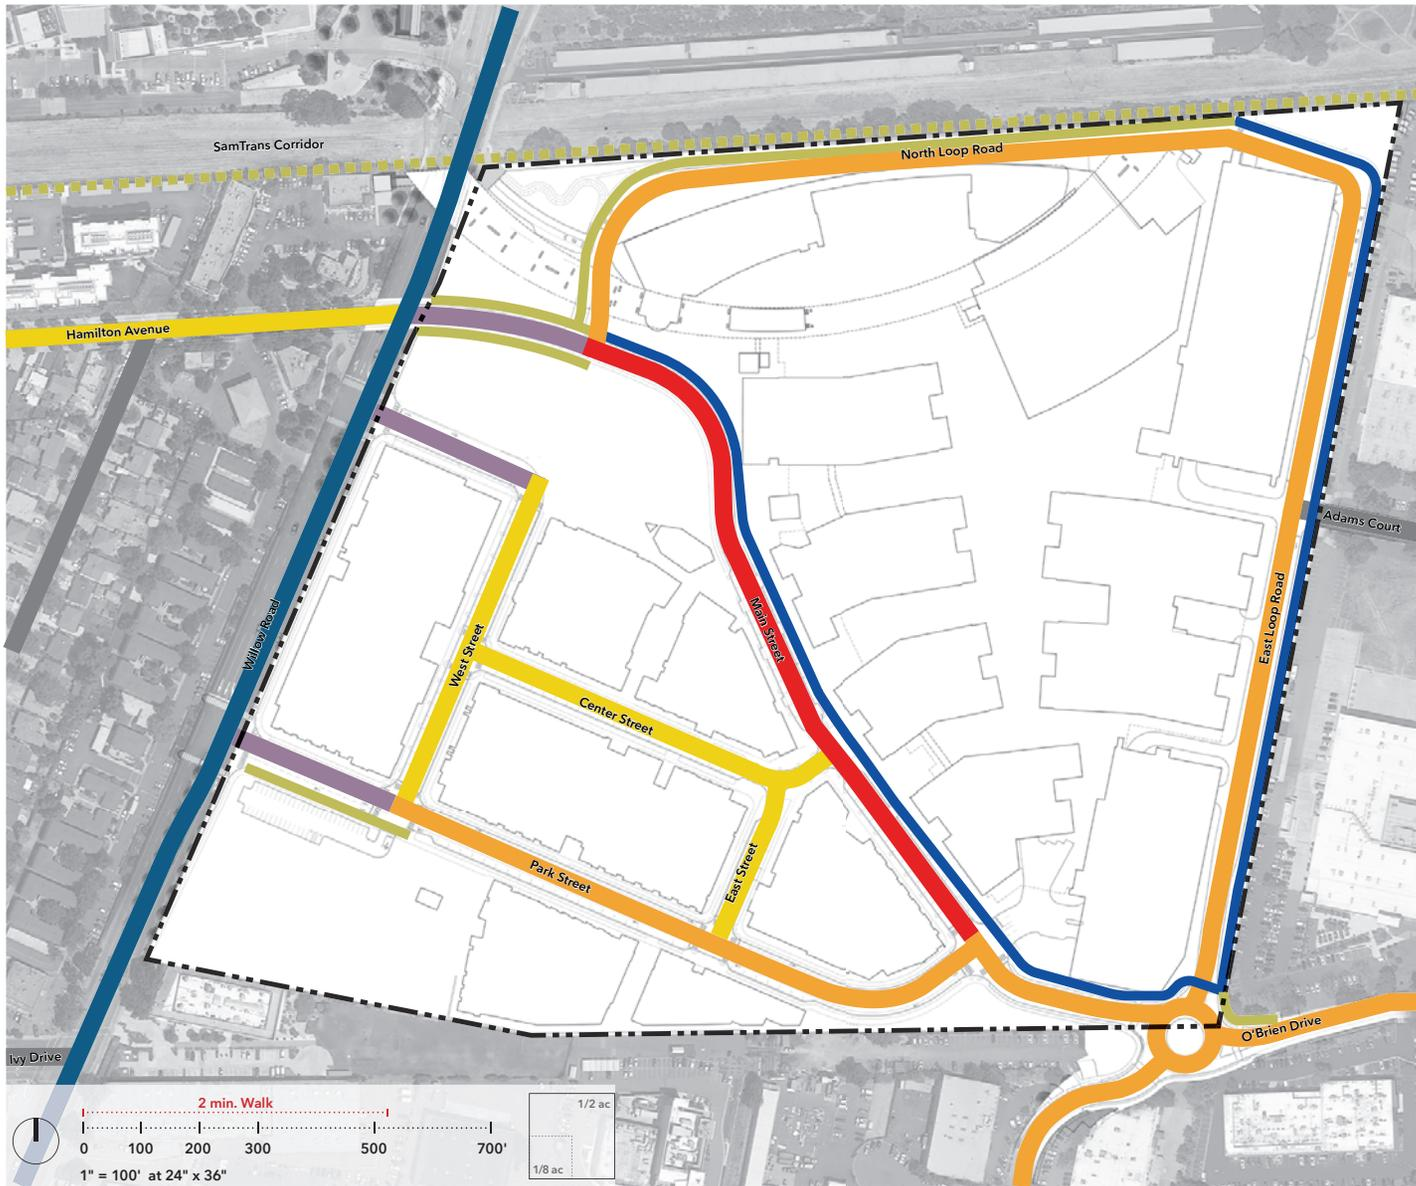 SamTrans Corridor
North Loop Road
Hamilton Avenue
Adams Court
Willow Road
West Street
Main Street
East Loop Road
Center Street
Park Street
East Street
O'Brien Drive
Ivy Drive
2 min. Walk
0 100 200 300 500 700'
1" = 100' at 24" x 36"
1/2 ac
1/8 ac